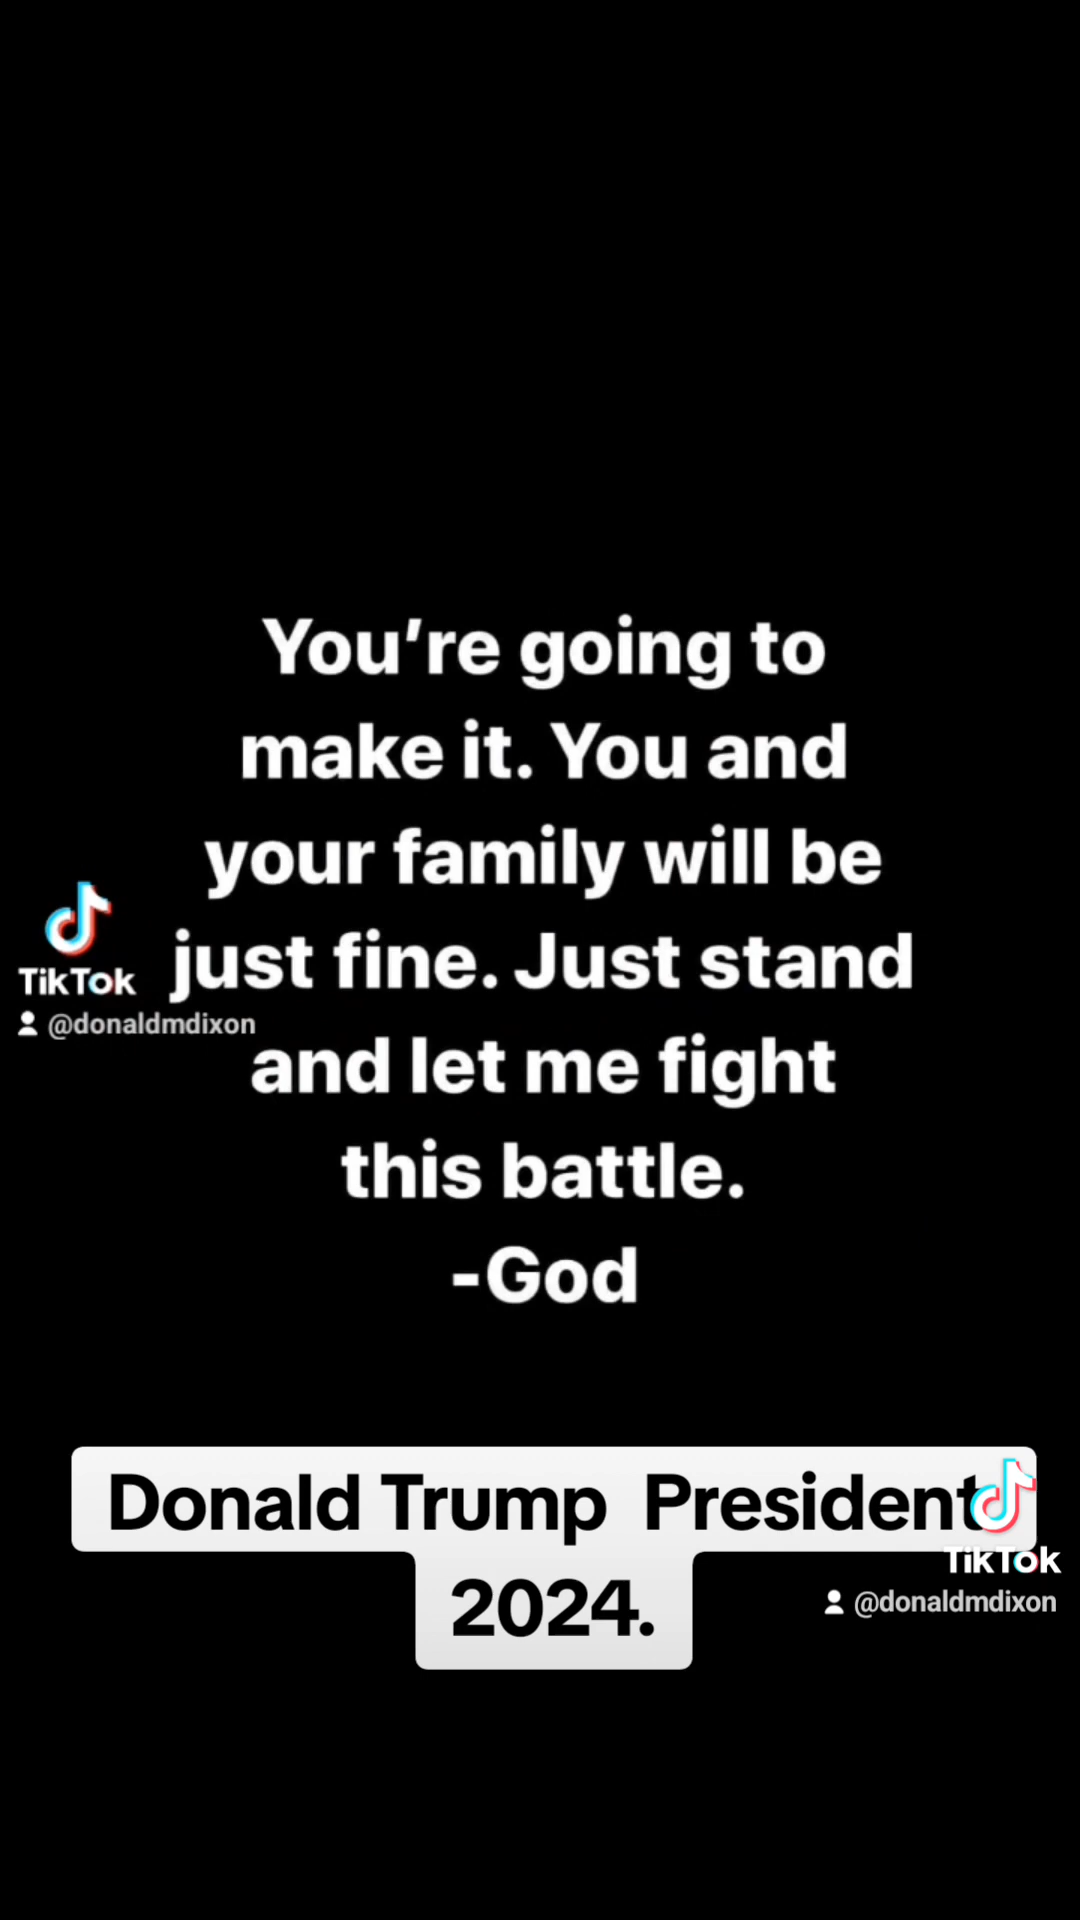 You’re going to
make it. You and
your family will be
just fine. Just stand
and let me fight
this battle.
-God
TikTok
@donaldmdixon
Donald Trump President
2024.
TikTok
@donaldmdixon